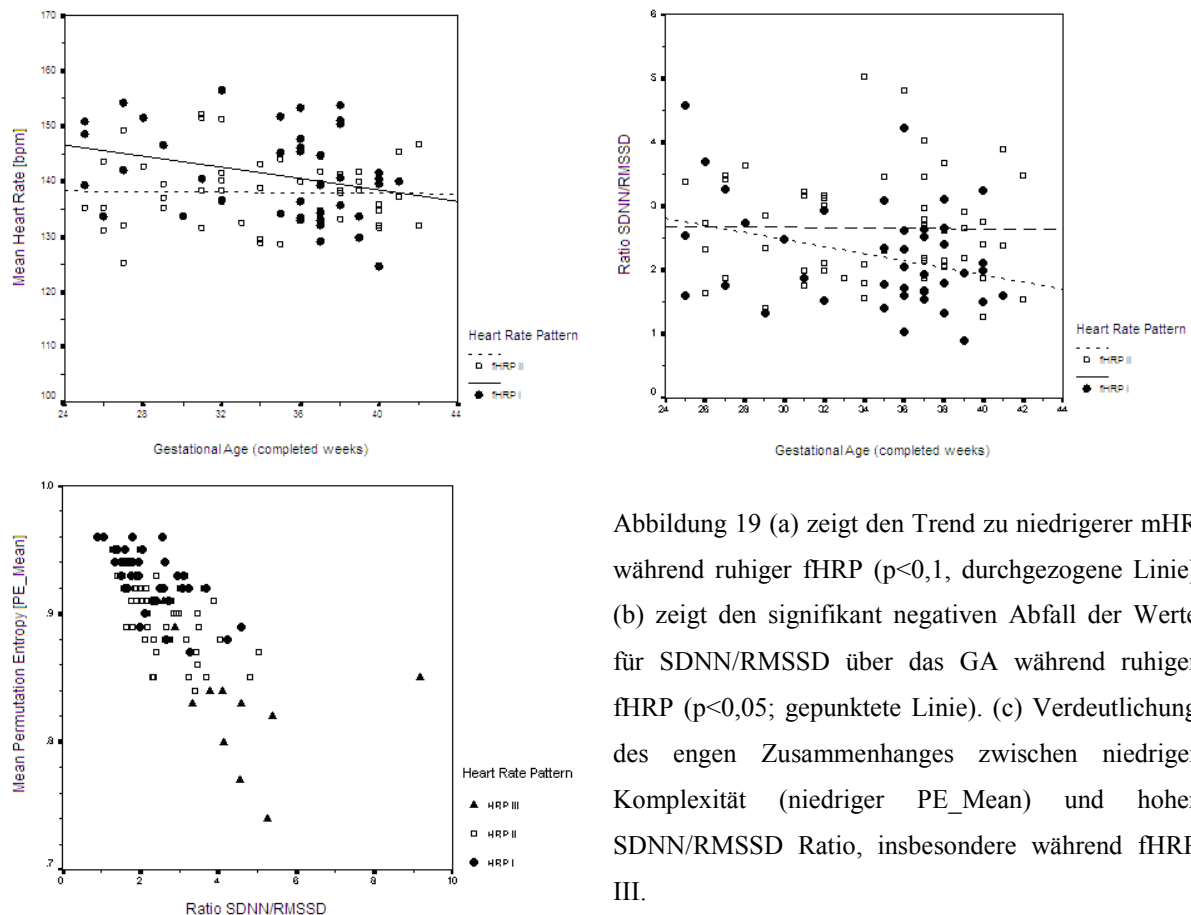 170
160
150
140
130
120
110
100
24
26
28
30
32
34
36
38
40
42
44
Mean Heart Rate [bpm]
Gestational Age (completed weeks)
Heart Rate Pattern
fHRP II
fHRP I
6
5
4
3
2
1
0
24
26
28
30
32
34
36
38
40
42
44
Ratio SDNN/RMSSD
Gestational Age (completed weeks)
Heart Rate Pattern
fHRP II
fHRP I
1.0
.9
.8
.7
0
2
4
6
8
10
Mean Permutation Entropy [PE_Mean]
Ratio SDNN/RMSSD
Heart Rate Pattern
HRP III
HRP II
HRP I
Abbildung 19 (a) zeigt den Trend zu niedrigerer mHR
während ruhiger fHRP (p<0,1, durchgezogene Linie)
(b) zeigt den signifikant negativen Abfall der Werte
für SDNN/RMSSD über das GA während ruhiger
fHRP (p<0,05; gepunktete Linie). (c) Verdeutlichung
des engen Zusammenhanges zwischen niedriger
Komplexität (niedriger PE_Mean) und hoher
SDNN/RMSSD Ratio, insbesondere während fHRP
III.